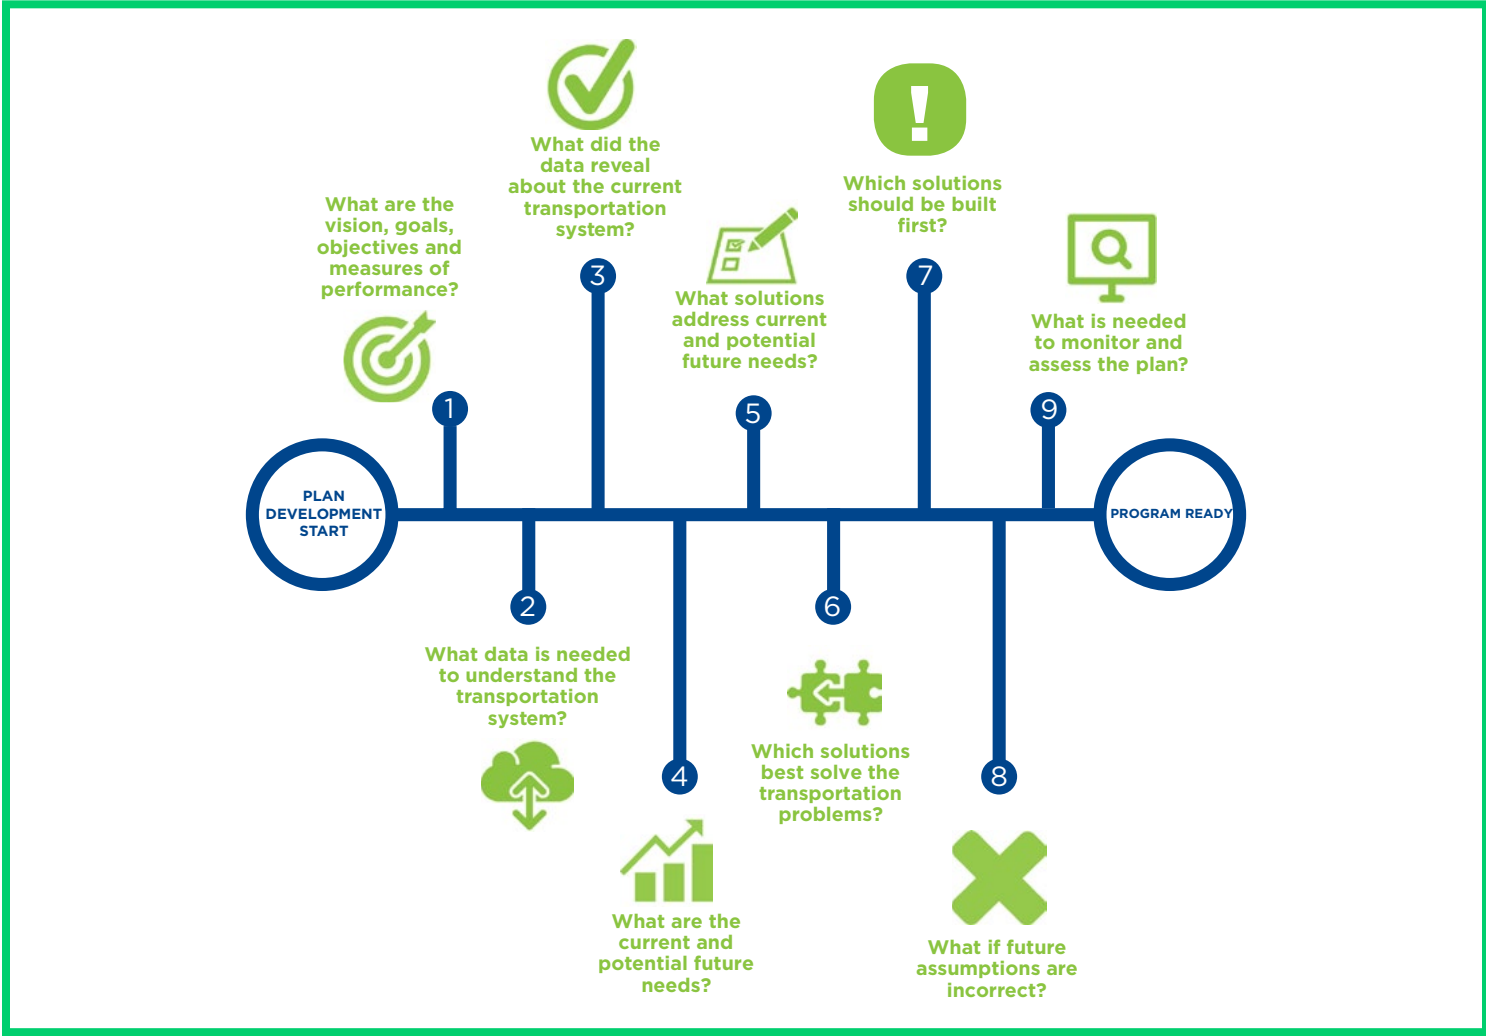 PLAN
DEVELOPMENT
START
1
What are the
vision, goals,
objectives and
measures of
performance?
2
What data is needed
to understand the
transportation
system?
3
What did the
data reveal
about the current
transportation
system?
4
What are the
current and
potential future
needs?
5
What solutions
address current
and potential
future needs?
6
Which solutions
best solve the
transportation
problems?
7
Which solutions
should be built
first?
8
What if future
assumptions are
incorrect?
9
What is needed
to monitor and
assess the plan?
PROGRAM READY